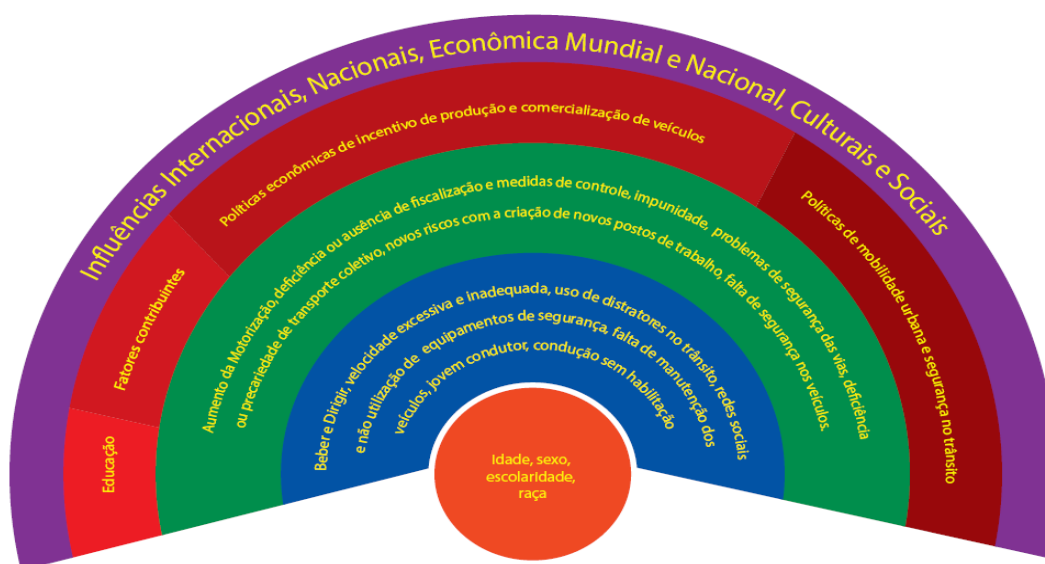 Influências Internacionais, Nacionais, Econômica Mundial e Nacional, Culturais e Sociais
Educação
Fatores contribuintes
Políticas econômicas de incentivo de produção e comercialização de veículos
Políticas de mobilidade urbana e segurança no trânsito
Aumento da Motorização, deficiência ou ausência de fiscalização e medidas de controle, impunidade, problemas de segurança das vias, deficiência
ou precariedade de transporte coletivo, novos riscos com a criação de novos postos de trabalho, falta de segurança nos veículos.
Beber e Dirigir, velocidade excessiva e inadequada, uso de distratores no trânsito, redes sociais
e não utilização de equipamentos de segurança, falta de manutenção dos
veículos, jovem condutor, condução sem habilitação
Idade, sexo,
escolaridade,
raça